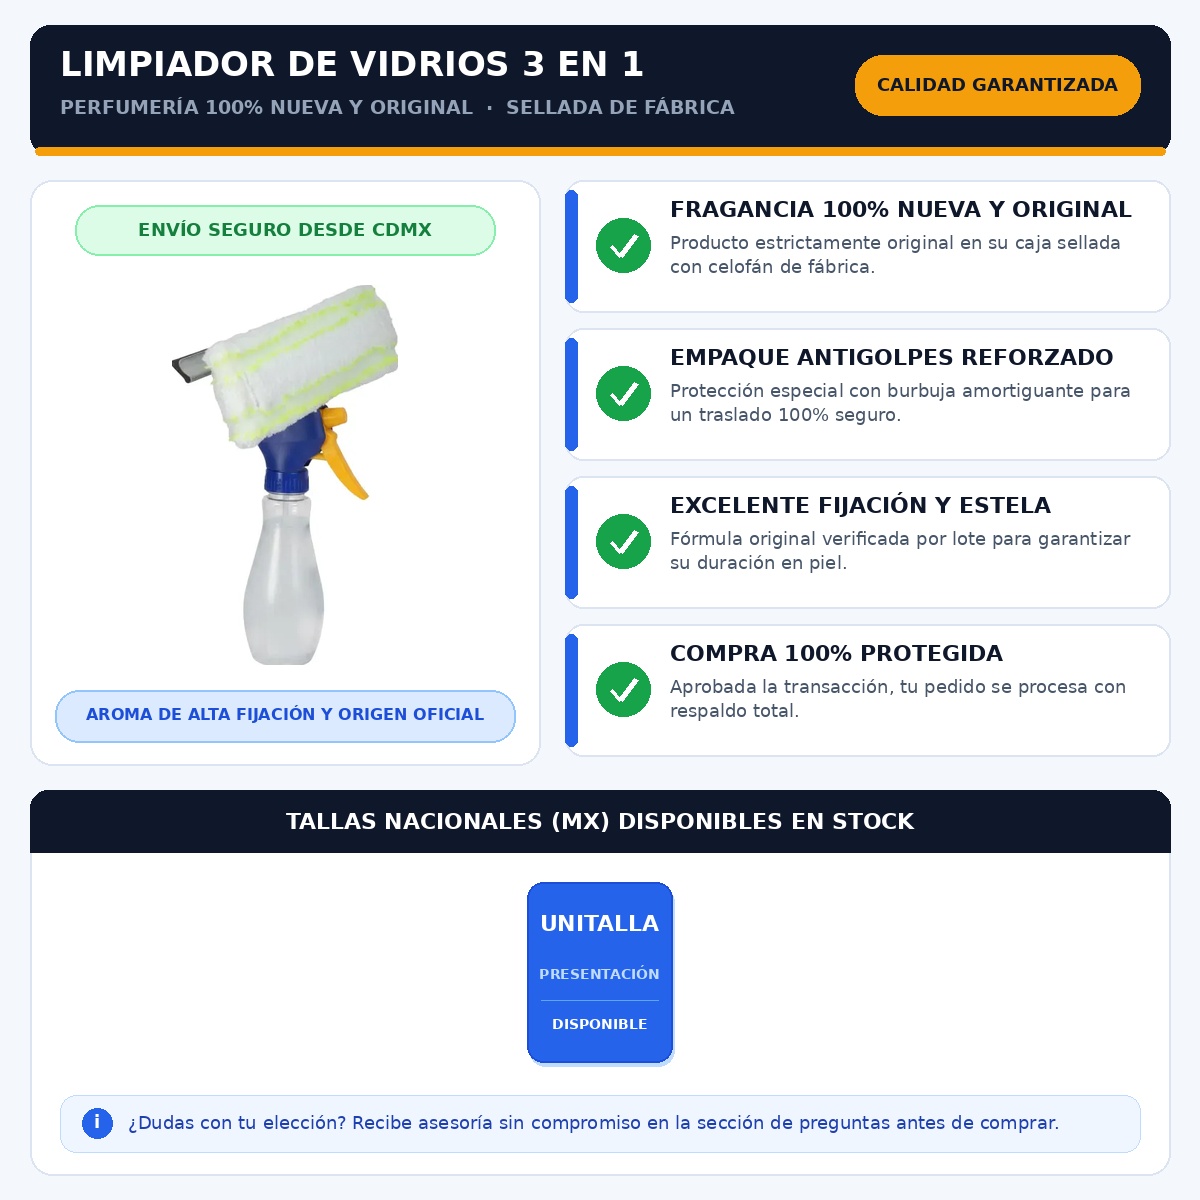 LIMPIADOR DE VIDRIOS 3 EN 1
PERFUMERÍA 100% NUEVA Y ORIGINAL · SELLADA DE FÁBRICA
CALIDAD GARANTIZADA
ENVÍO SEGURO DESDE CDMX
AROMA DE ALTA FIJACIÓN Y ORIGEN OFICIAL
FRAGANCIA 100% NUEVA Y ORIGINAL
Producto estrictamente original en su caja sellada
con celofán de fábrica.
EMPAQUE ANTIGOLPES REFORZADO
Protección especial con burbuja amortiguante para
un traslado 100% seguro.
EXCELENTE FIJACIÓN Y ESTELA
Fórmula original verificada por lote para garantizar
su duración en piel.
COMPRA 100% PROTEGIDA
Aprobada la transacción, tu pedido se procesa con
respaldo total.
TALLAS NACIONALES (MX) DISPONIBLES EN STOCK
UNITALLA
PRESENTACIÓN
DISPONIBLE
i ¿Dudas con tu elección? Recibe asesoría sin compromiso en la sección de preguntas antes de comprar.